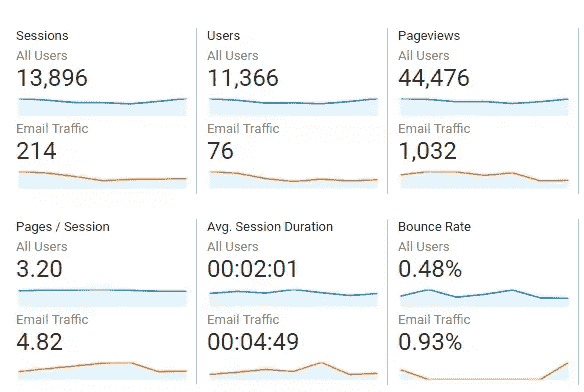 Sessions
All Users
13,896
Email Traffic
214
Users
All Users
11,366
Email Traffic
76
Pageviews
All Users
44,476
Email Traffic
1,032
Pages / Session
All Users
3.20
Email Traffic
4.82
Avg. Session Duration
All Users
00:02:01
Email Traffic
00:04:49
Bounce Rate
All Users
0.48%
Email Traffic
0.93%